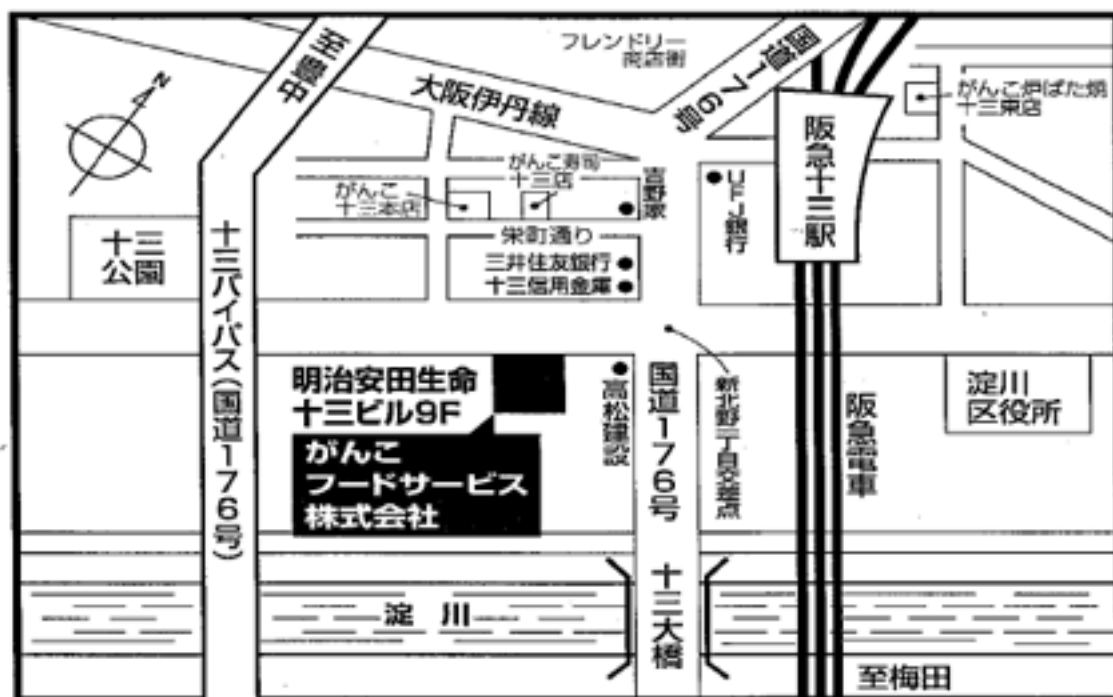 至豊中
フレンドリー
商店街
国道176号
N
大阪伊丹線
阪急十三駅
がんこ炉ばた焼
十三東店
がんこ寿司
十三店
吉野家
UFJ銀行
がんこ
十三本店
十三
公園
十三バイパス(国道176号)
栄町通り
三井住友銀行
十三信用金庫
明治安田生命
十三ビル9F
がんこ
フードサービス
株式会社
高松建設
国道176号
新北野二丁目交差点
阪急電車
淀川
区役所
淀川
十三大橋
至梅田